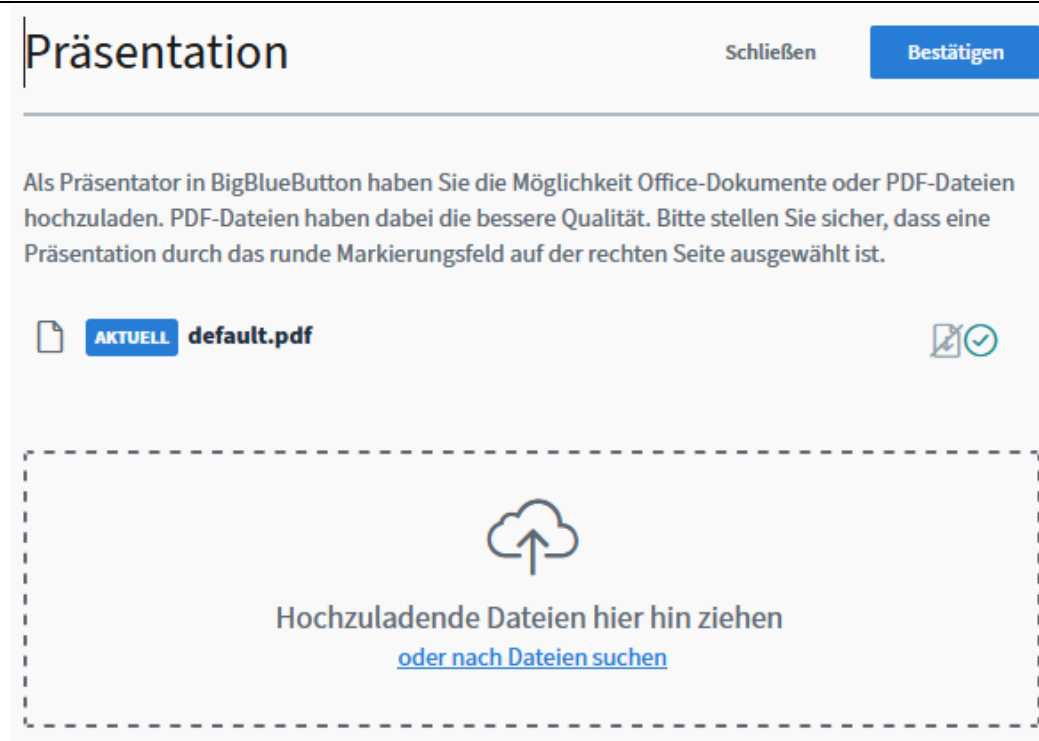 Präsentation
Schließen
Bestätigen
Als Präsentator in BigBlueButton haben Sie die Möglichkeit Office-Dokumente oder PDF-Dateien
hochzuladen. PDF-Dateien haben dabei die bessere Qualität. Bitte stellen Sie sicher, dass eine
Präsentation durch das runde Markierungsfeld auf der rechten Seite ausgewählt ist.
AKTUELL default.pdf
Hochzuladende Dateien hier hin ziehen
oder nach Dateien suchen